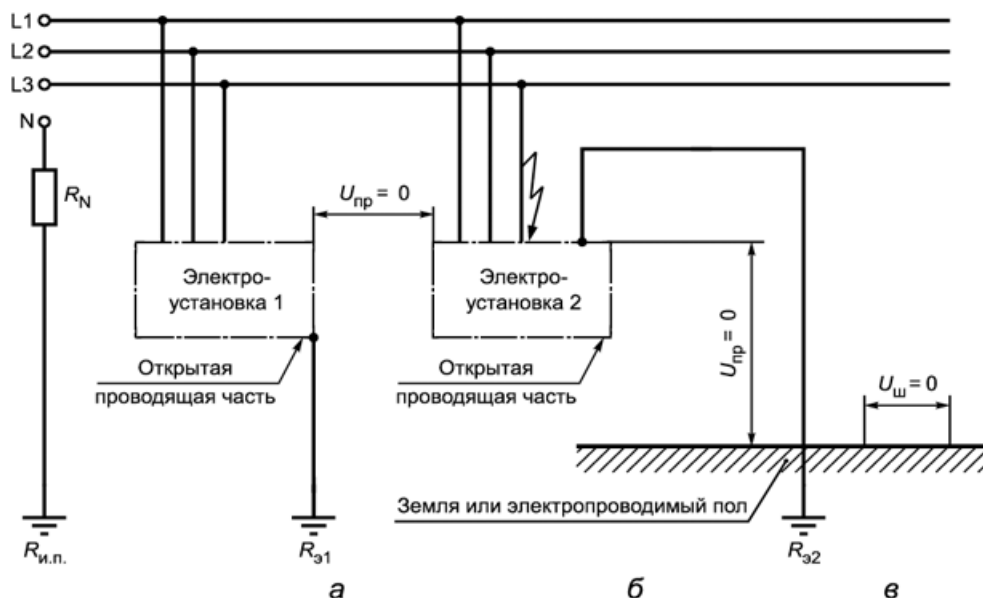 L1
L2
L3
N
R_N
U_пр = 0
Электро-
установка 1
Электро-
установка 2
Открытая
проводящая часть
Открытая
проводящая часть
U_пр = 0
U_ш = 0
Земля или электропроводимый пол
R_и.п.
R_э1
R_э2
а
б
в